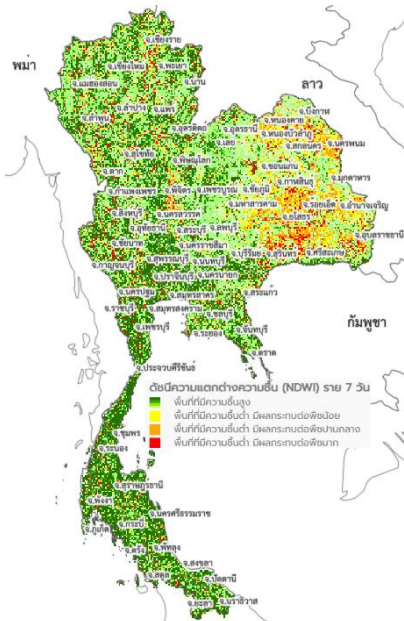 จ.เชียงราย
พม่า
จ.เชียงใหม่
จ.พะเยา
ลาว
จ.แม่ฮ่องสอน
จ.น่าน
จ.บึงกาฬ
จ.ลำปาง
จ.แพร่
จ.หนองคาย
จ.ลำพูน
จ.อุตรดิตถ์
จ.อุดรธานี
จ.หนองบัวลำภู
จ.นครพนม
จ.เลย
จ.สกลนคร
จ.สุโขทัย
จ.พิษณุโลก
จ.ขอนแก่น
จ.ตาก
จ.มุกดาหาร
จ.กำแพงเพชร
จ.พิจิตร
จ.เพชรบูรณ์
จ.ชัยภูมิ
จ.กาฬสินธุ์
จ.มหาสารคาม
จ.ร้อยเอ็ด
จ.อำนาจเจริญ
จ.สิงห์บุรี
จ.นครสวรรค์
จ.ยโสธร
จ.อุทัยธานี
จ.สระบุรี
จ.ลพบุรี
จ.อุบลราชธานี
จ.ชัยนาท
จ.นครราชสีมา
จ.บุรีรัมย์
จ.สุรินทร์
จ.ศรีสะเกษ
จ.กาญจนบุรี
จ.สุพรรณบุรี
จ.นนทบุรี
จ.ปราจีนบุรี
จ.นครนายก
จ.นครปฐม
จ.สมุทรสาคร
จ.สระแก้ว
จ.ราชบุรี
จ.สมุทรสงคราม
จ.ชลบุรี
กัมพูชา
จ.เพชรบุรี
จ.ระยอง
จ.จันทบุรี
จ.ตราด
จ.ประจวบคีรีขันธ์
ดัชนีความแตกต่างความชื้น (NDWI) ราย 7 วัน
พื้นที่ที่มีความชื้นสูง
พื้นที่ที่มีความชื้นต่ำ มีผลกระทบต่อพืชน้อย
พื้นที่ที่มีความชื้นต่ำ มีผลกระทบต่อพืชปานกลาง
พื้นที่ที่มีความชื้นต่ำ มีผลกระทบต่อพืชมาก
จ.ชุมพร
จ.ระนอง
จ.สุราษฎร์ธานี
จ.พังงา
จ.นครศรีธรรมราช
จ.ภูเก็ต
จ.กระบี่
จ.ตรัง
จ.พัทลุง
จ.สงขลา
จ.สตูล
จ.ปัตตานี
จ.ยะลา
จ.นราธิวาส